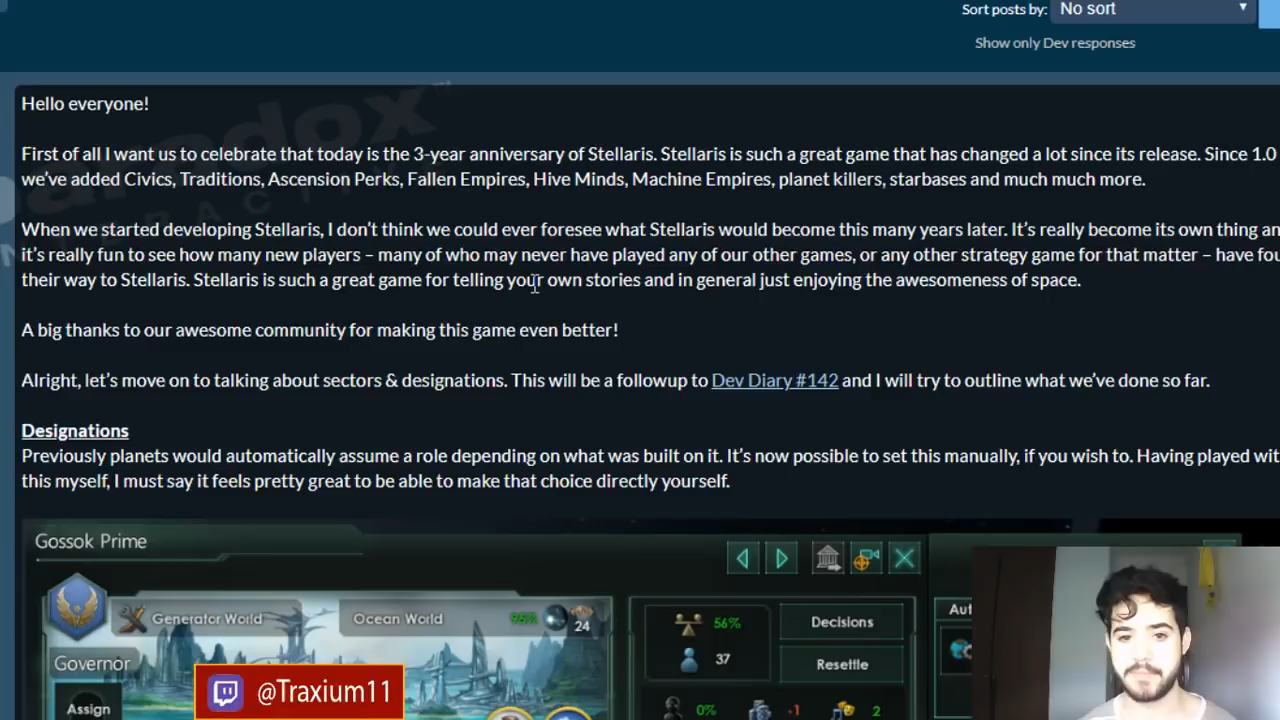 Sort posts by: No sort
Show only Dev responses
Hello everyone!
First of all I want us to celebrate that today is the 3-year anniversary of Stellaris. Stellaris is such a great game that has changed a lot since its release. Since 1.0
we've added Civics, Traditions, Ascension Perks, Fallen Empires, Hive Minds, Machine Empires, planet killers, starbases and much much more.
When we started developing Stellaris, I don't think we could ever foresee what Stellaris would become this many years later. It's really become its own thing an
it's really fun to see how many new players – many of who may never have played any of our other games, or any other strategy game for that matter – have fou
their way to Stellaris. Stellaris is such a great game for telling your own stories and in general just enjoying the awesomeness of space.
A big thanks to our awesome community for making this game even better!
Alright, let's move on to talking about sectors & designations. This will be a followup to Dev Diary #142 and I will try to outline what we've done so far.
Designations
Previously planets would automatically assume a role depending on what was built on it. It's now possible to set this manually, if you wish to. Having played wit
this myself, I must say it feels pretty great to be able to make that choice directly yourself.
Gossok Prime
Generator World Ocean World 95% 24
56% Decisions
Governor 37 Resettle
Assign 0% -1 2
Aut
@Traxium11